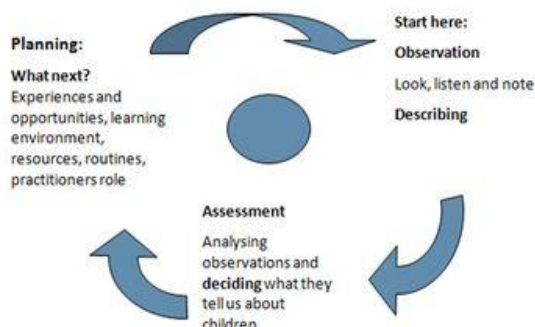 Start here:
Observation
Look, listen and note
Describing
Assessment
Analysing
observations and
deciding what they
tell us about
children
Planning:
What next?
Experiences and
opportunities, learning
environment,
resources, routines,
practitioners role